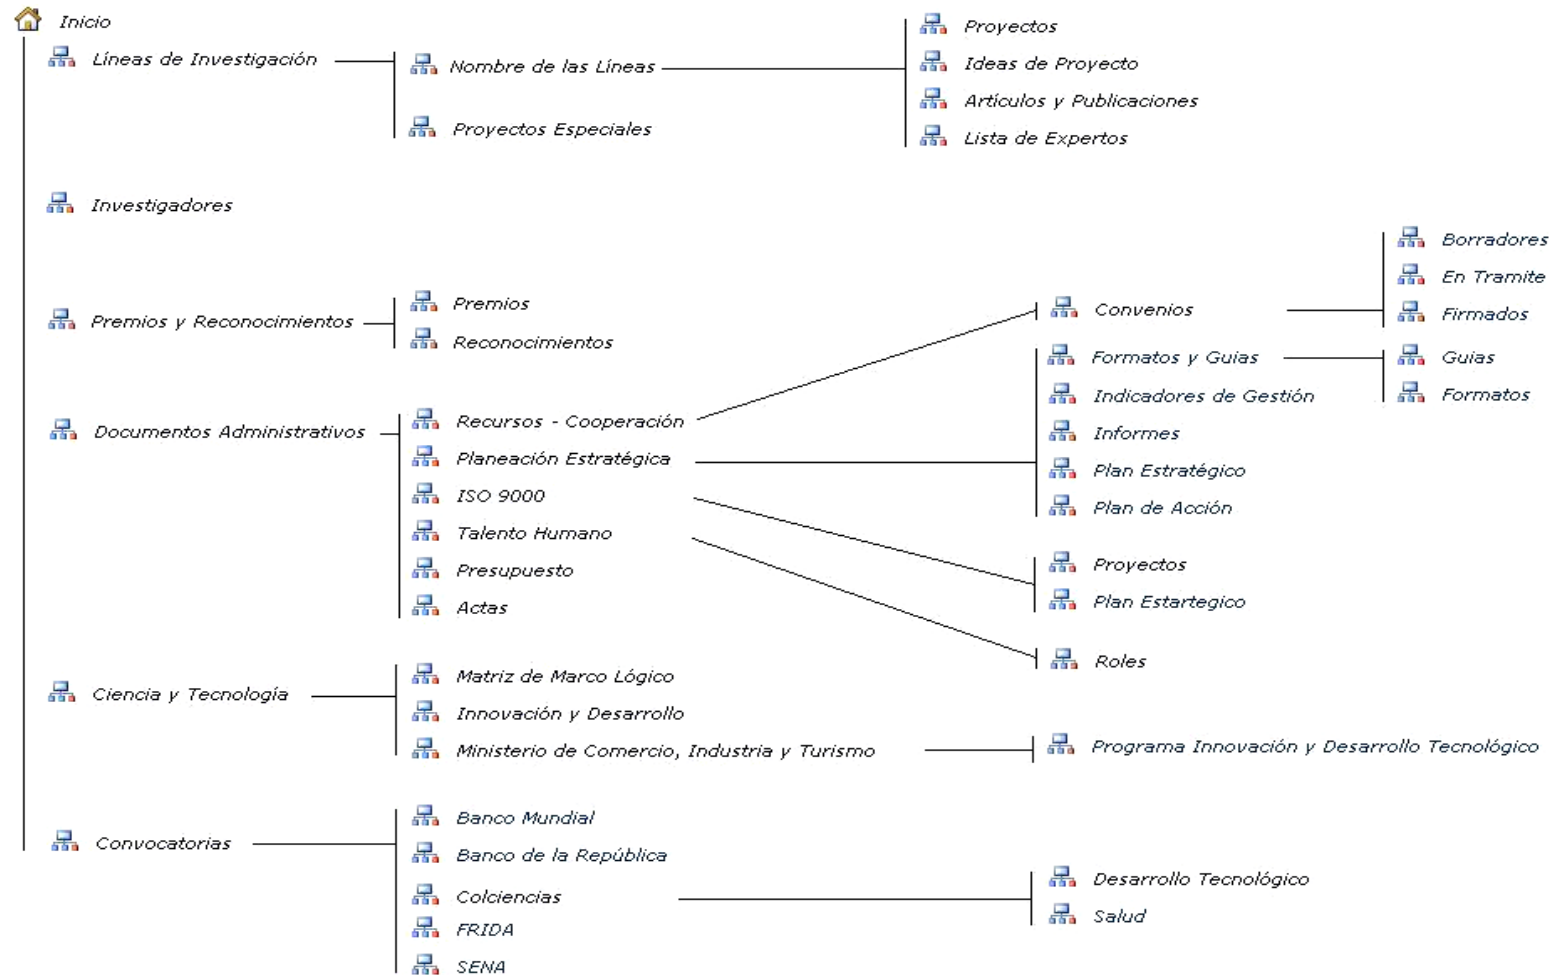 Inicio
Líneas de Investigación
Nombre de las Líneas
Proyectos
Ideas de Proyecto
Artículos y Publicaciones
Lista de Expertos
Proyectos Especiales
Investigadores
Premios y Reconocimientos
Premios
Reconocimientos
Documentos Administrativos
Recursos - Cooperación
Convenios
Borradores
En Tramite
Firmados
Planeación Estratégica
Formatos y Guias
Guias
Formatos
Indicadores de Gestión
Informes
Plan Estratégico
Plan de Acción
ISO 9000
Proyectos
Plan Estartegico
Talento Humano
Roles
Presupuesto
Actas
Ciencia y Tecnología
Matriz de Marco Lógico
Innovación y Desarrollo
Ministerio de Comercio, Industria y Turismo
Programa Innovación y Desarrollo Tecnológico
Convocatorias
Banco Mundial
Banco de la República
Colciencias
Desarrollo Tecnológico
Salud
FRIDA
SENA